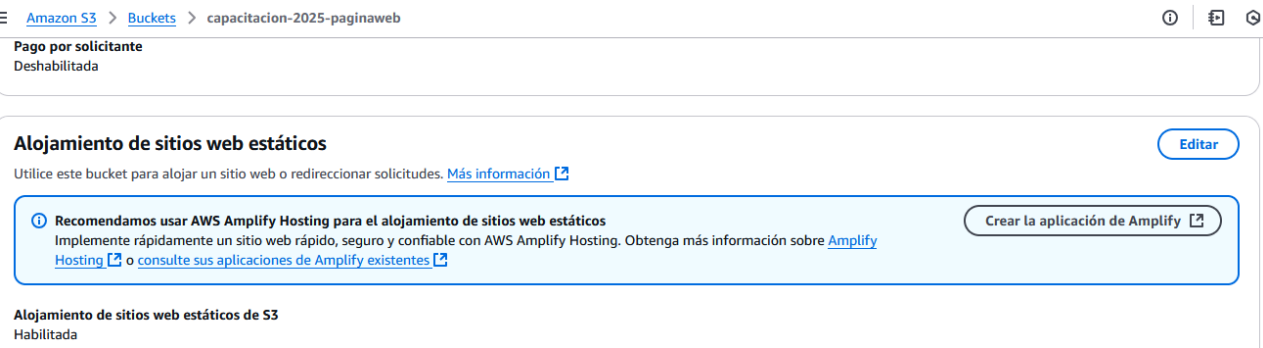 Amazon S3 > Buckets > capacitacion-2025-paginaweb
Pago por solicitante
Deshabilitada
Alojamiento de sitios web estáticos
Editar
Utilice este bucket para alojar un sitio web o redireccionar solicitudes. Más información
Recomendamos usar AWS Amplify Hosting para el alojamiento de sitios web estáticos
Crear la aplicación de Amplify
Implemente rápidamente un sitio web rápido, seguro y confiable con AWS Amplify Hosting. Obtenga más información sobre Amplify
Hosting o consulte sus aplicaciones de Amplify existentes
Alojamiento de sitios web estáticos de S3
Habilitada